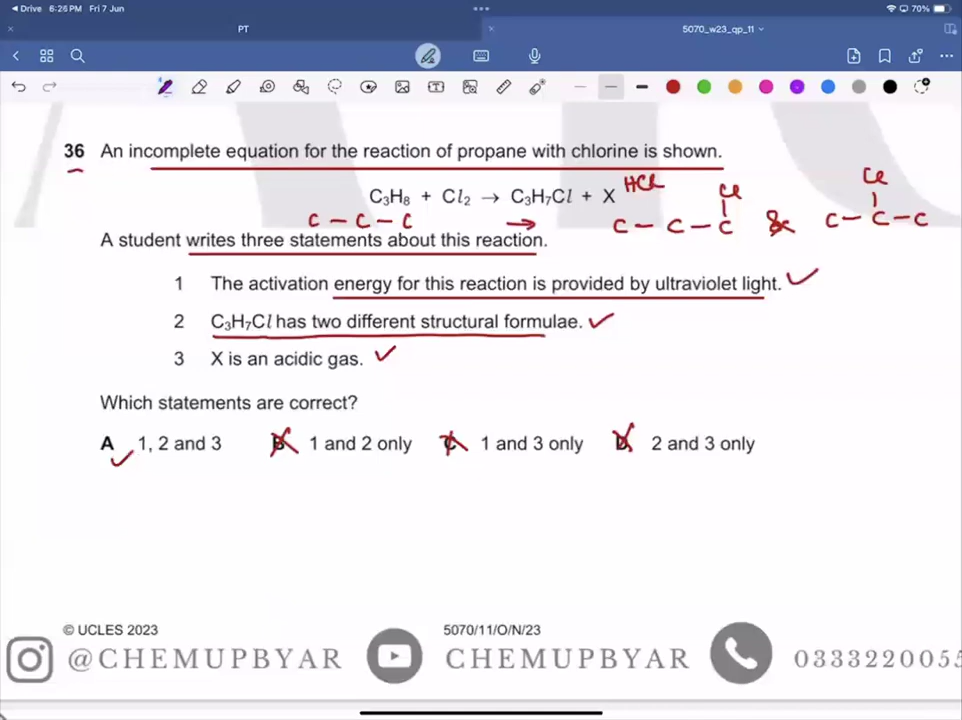 Drive 6:26 PM Fri 7 Jun 70%
PT 5070_w23_qp_11
36 An incomplete equation for the reaction of propane with chlorine is shown.
C₃H₈ + Cl₂ → C₃H₇Cl + X HCl
Cl Cl
C – C – C → C – C – C & C – C – C
A student writes three statements about this reaction.
1 The activation energy for this reaction is provided by ultraviolet light. ✓
2 C₃H₇Cl has two different structural formulae. ✓
3 X is an acidic gas. ✓
Which statements are correct?
A 1, 2 and 3 B 1 and 2 only C 1 and 3 only D 2 and 3 only
© UCLES 2023 5070/11/O/N/23
@CHEMUPBYAR CHEMUPBYAR 033322005